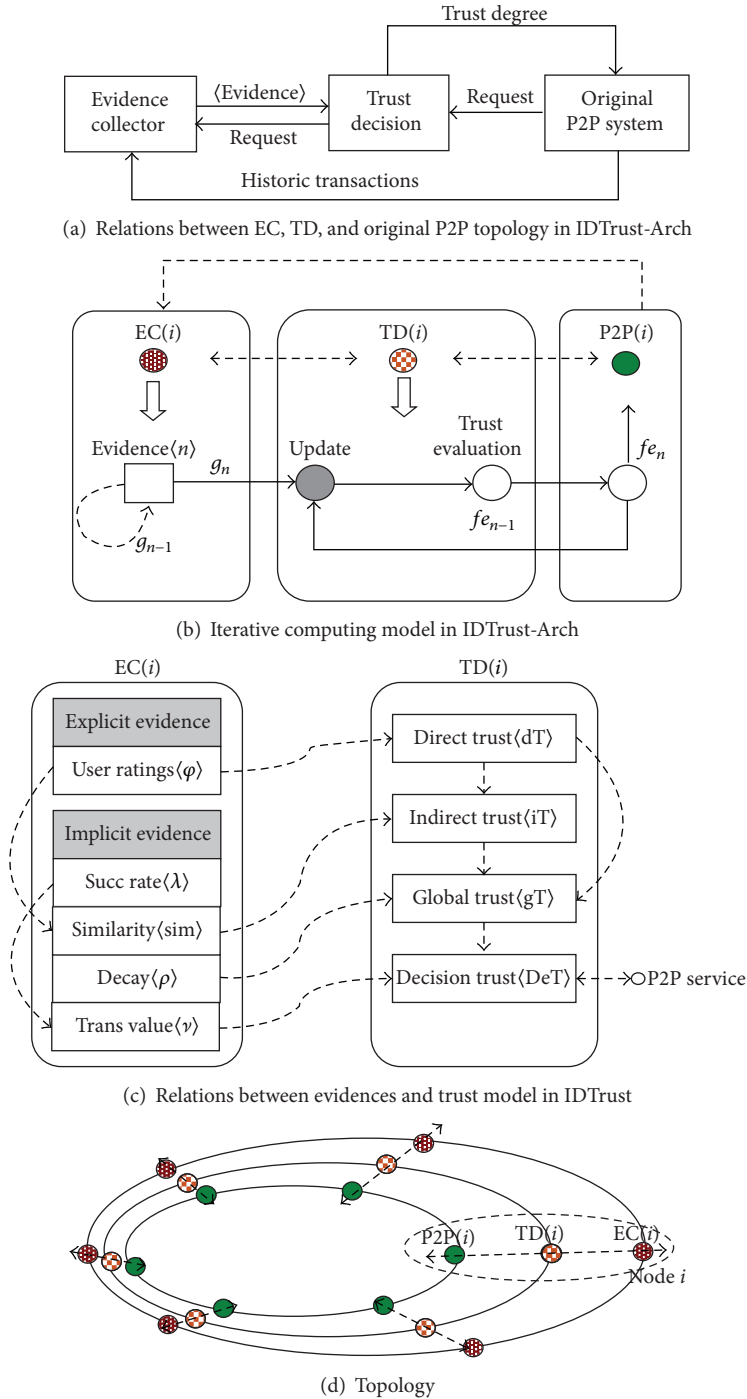 Trust degree
Evidence
collector
⟨Evidence⟩
Request
Trust
decision
Request
Original
P2P system
Historic transactions
(a) Relations between EC, TD, and original P2P topology in IDTrust-Arch
EC(i)
TD(i)
P2P(i)
Evidence⟨n⟩
g_n
g_{n−1}
Update
Trust
evaluation
fe_{n−1}
fe_n
(b) Iterative computing model in IDTrust-Arch
EC(i)
TD(i)
Explicit evidence
User ratings⟨φ⟩
Implicit evidence
Succ rate⟨λ⟩
Similarity⟨sim⟩
Decay⟨ρ⟩
Trans value⟨ν⟩
Direct trust⟨dT⟩
Indirect trust⟨iT⟩
Global trust⟨gT⟩
Decision trust⟨DeT⟩
P2P service
(c) Relations between evidences and trust model in IDTrust
P2P(i)
TD(i)
EC(i)
Node i
(d) Topology